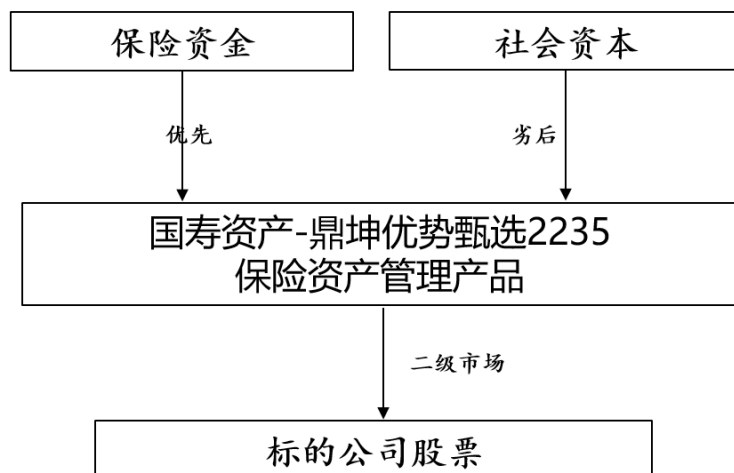 保险资金
社会资本
优先
劣后
国寿资产-鼎坤优势甄选2235
保险资产管理产品
二级市场
标的公司股票